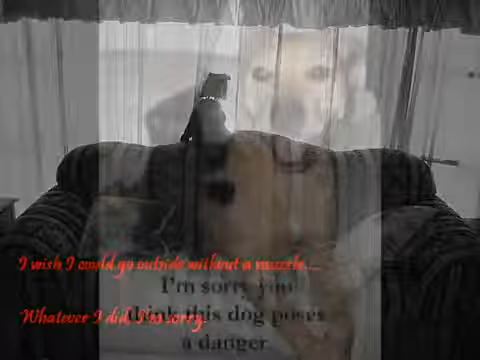 I wish I could go outside without a muzzle....
I'm sorry you
Whatever I did, I'm sorry.
think this dog poses
a danger.